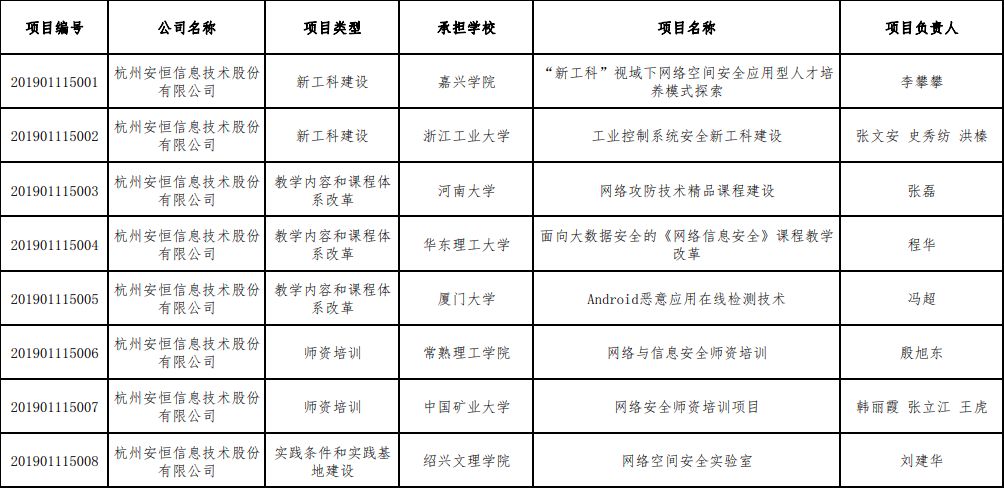 项目编号 公司名称 项目类型 承担学校 项目名称 项目负责人
201901115001 杭州安恒信息技术股份有限公司 新工科建设 嘉兴学院 “新工科”视域下网络空间安全应用型人才培养模式探索 李攀攀
201901115002 杭州安恒信息技术股份有限公司 新工科建设 浙江工业大学 工业控制系统安全新工科建设 张文安 史秀纺 洪榛
201901115003 杭州安恒信息技术股份有限公司 教学内容和课程体系改革 河南大学 网络攻防技术精品课程建设 张磊
201901115004 杭州安恒信息技术股份有限公司 教学内容和课程体系改革 华东理工大学 面向大数据安全的《网络信息安全》课程教学改革 程华
201901115005 杭州安恒信息技术股份有限公司 教学内容和课程体系改革 厦门大学 Android恶意应用在线检测技术 冯超
201901115006 杭州安恒信息技术股份有限公司 师资培训 常熟理工学院 网络与信息安全师资培训 殷旭东
201901115007 杭州安恒信息技术股份有限公司 师资培训 中国矿业大学 网络安全师资培训项目 韩丽霞 张立江 王虎
201901115008 杭州安恒信息技术股份有限公司 实践条件和实践基地建设 绍兴文理学院 网络空间安全实验室 刘建华